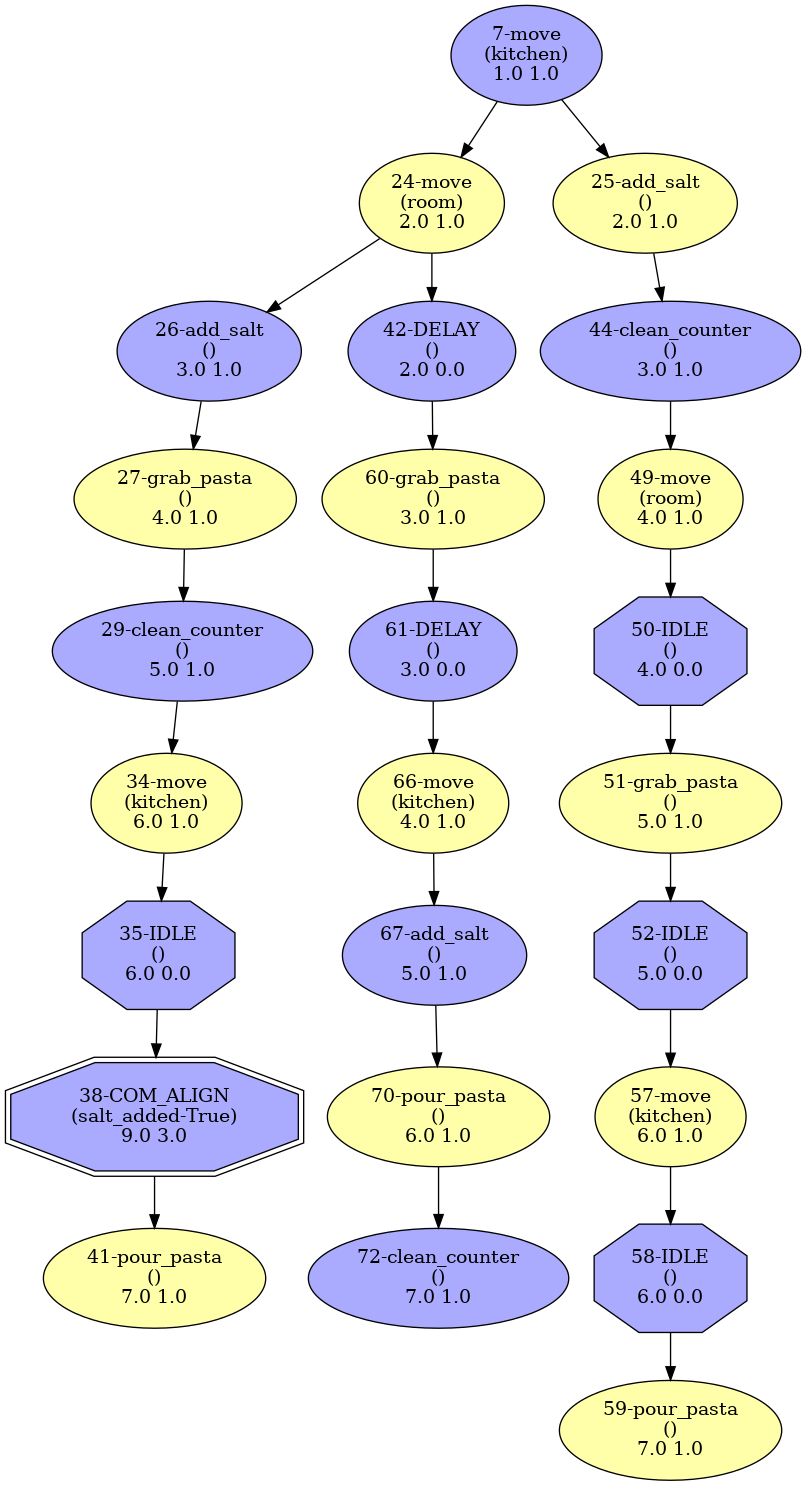 7-move
(kitchen)
1.0 1.0
24-move
(room)
2.0 1.0
25-add_salt
()
2.0 1.0
26-add_salt
()
3.0 1.0
42-DELAY
()
2.0 0.0
44-clean_counter
()
3.0 1.0
27-grab_pasta
()
4.0 1.0
60-grab_pasta
()
3.0 1.0
49-move
(room)
4.0 1.0
29-clean_counter
()
5.0 1.0
61-DELAY
()
3.0 0.0
50-IDLE
()
4.0 0.0
34-move
(kitchen)
6.0 1.0
66-move
(kitchen)
4.0 1.0
51-grab_pasta
()
5.0 1.0
35-IDLE
()
6.0 0.0
67-add_salt
()
5.0 1.0
52-IDLE
()
5.0 0.0
38-COM_ALIGN
(salt_added-True)
9.0 3.0
70-pour_pasta
()
6.0 1.0
57-move
(kitchen)
6.0 1.0
41-pour_pasta
()
7.0 1.0
72-clean_counter
()
7.0 1.0
58-IDLE
()
6.0 0.0
59-pour_pasta
()
7.0 1.0